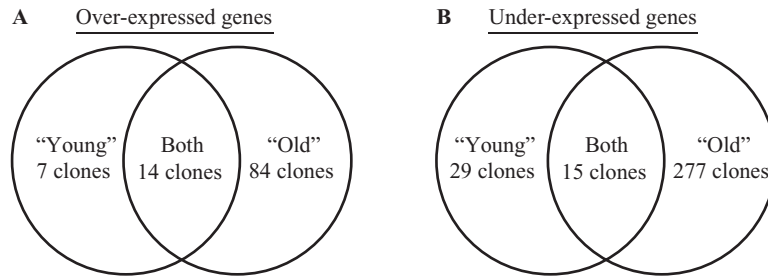 A Over-expressed genes
“Young” Both “Old”
7 clones 14 clones 84 clones
B Under-expressed genes
“Young” Both “Old”
29 clones 15 clones 277 clones